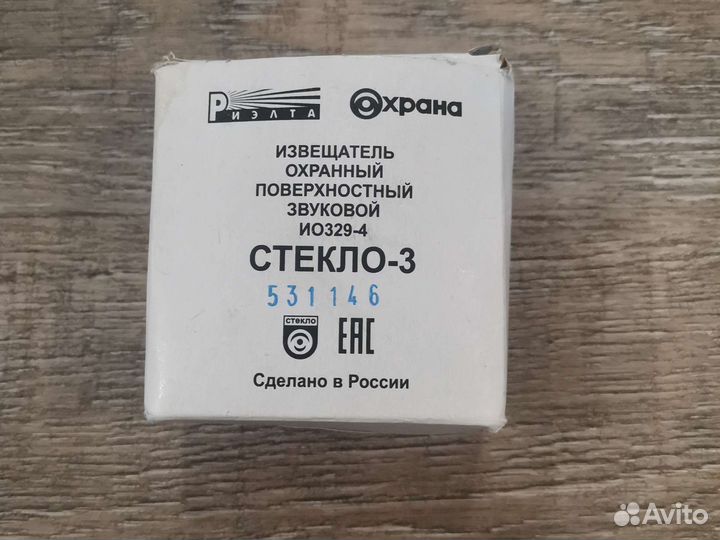 РИЭЛТА Охрана
ИЗВЕЩАТЕЛЬ
ОХРАННЫЙ
ПОВЕРХНОСТНЫЙ
ЗВУКОВОЙ
ИО329-4
СТЕКЛО-3
531146
стекло ЕАС
Сделано в России
Avito